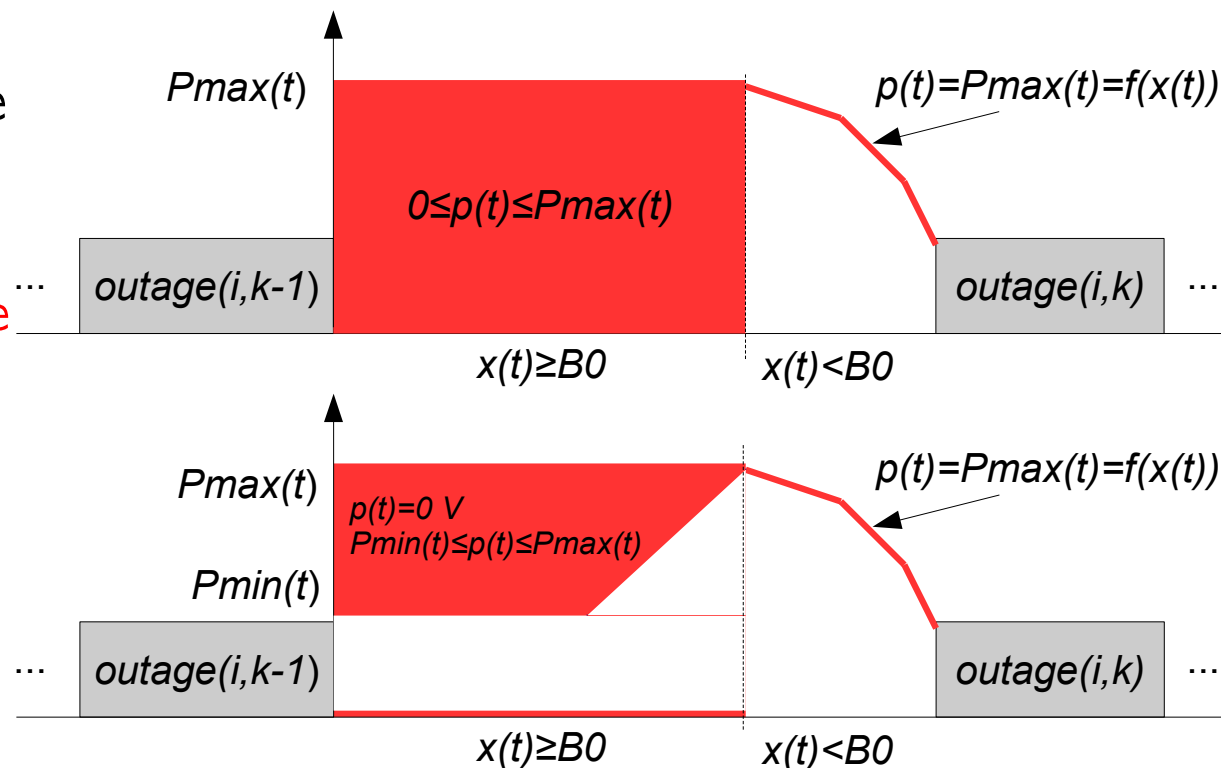 e
Pmax(t)
p(t)=Pmax(t)=f(x(t))
0≤p(t)≤Pmax(t)
... outage(i,k-1)
outage(i,k) ...
e
x(t)≥B0
x(t)<B0
Pmax(t)
p(t)=Pmax(t)=f(x(t))
p(t)=0 V
Pmin(t)≤p(t)≤Pmax(t)
Pmin(t)
... outage(i,k-1)
outage(i,k) ...
x(t)≥B0
x(t)<B0